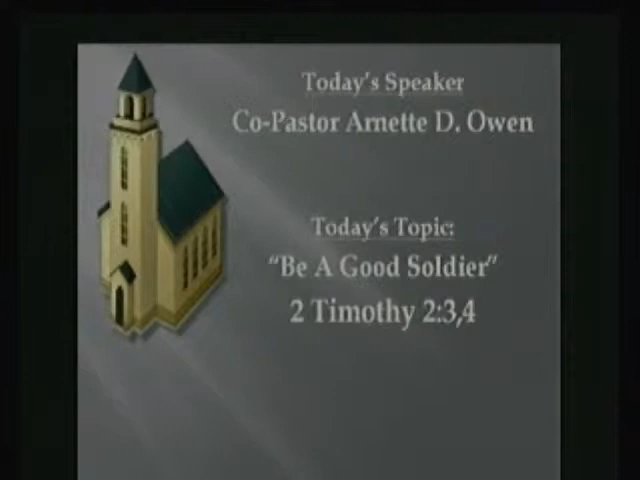 Today's Speaker
Co-Pastor Arnette D. Owen
Today's Topic:
"Be A Good Soldier"
2 Timothy 2:3,4